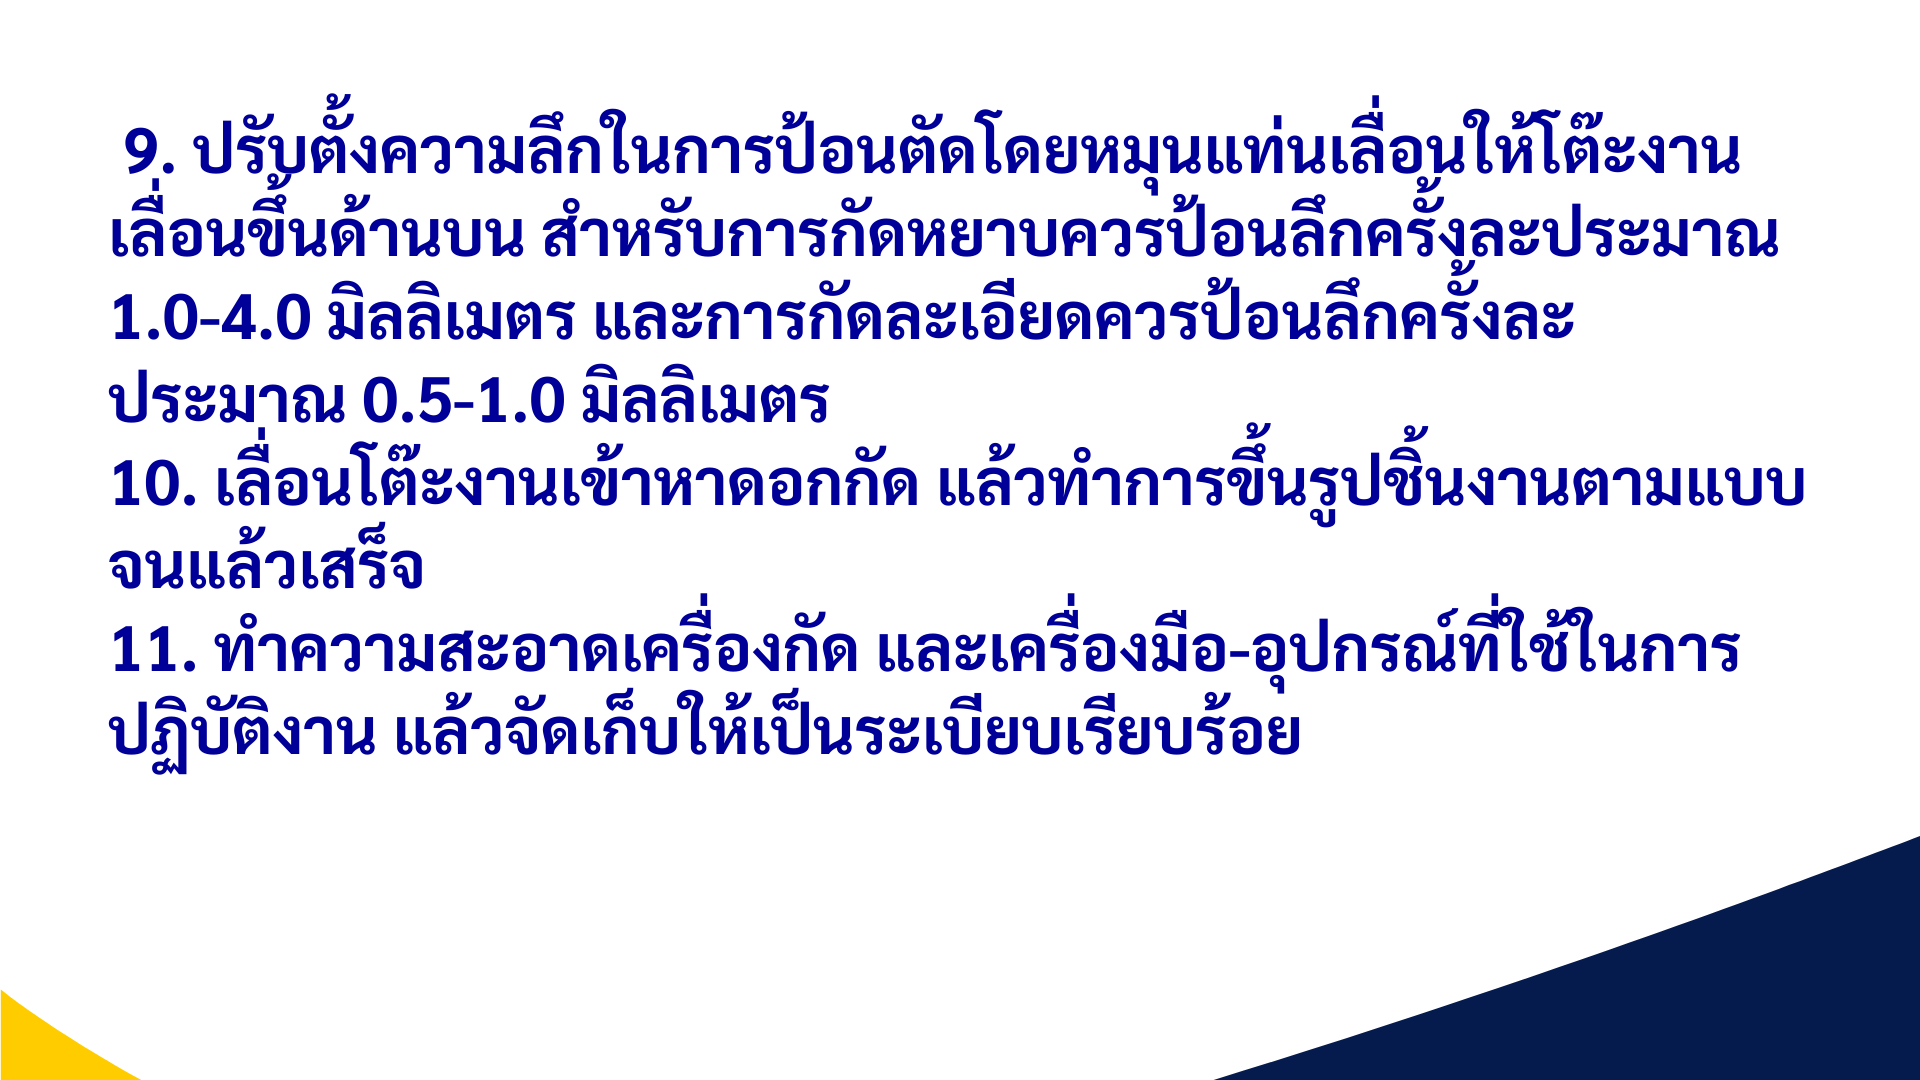 9. ปรับตั้งความลึกในการป้อนตัดโดยหมุนแท่นเลื่อนให้โต๊ะงาน
เลื่อนขึ้นด้านบน สำหรับการกัดหยาบควรป้อนลึกครั้งละประมาณ
1.0-4.0 มิลลิเมตร และการกัดละเอียดควรป้อนลึกครั้งละ
ประมาณ 0.5-1.0 มิลลิเมตร
10. เลื่อนโต๊ะงานเข้าหาดอกกัด แล้วทำการขึ้นรูปชิ้นงานตามแบบ
จนแล้วเสร็จ
11. ทำความสะอาดเครื่องกัด และเครื่องมือ-อุปกรณ์ที่ใช้ในการ
ปฏิบัติงาน แล้วจัดเก็บให้เป็นระเบียบเรียบร้อย